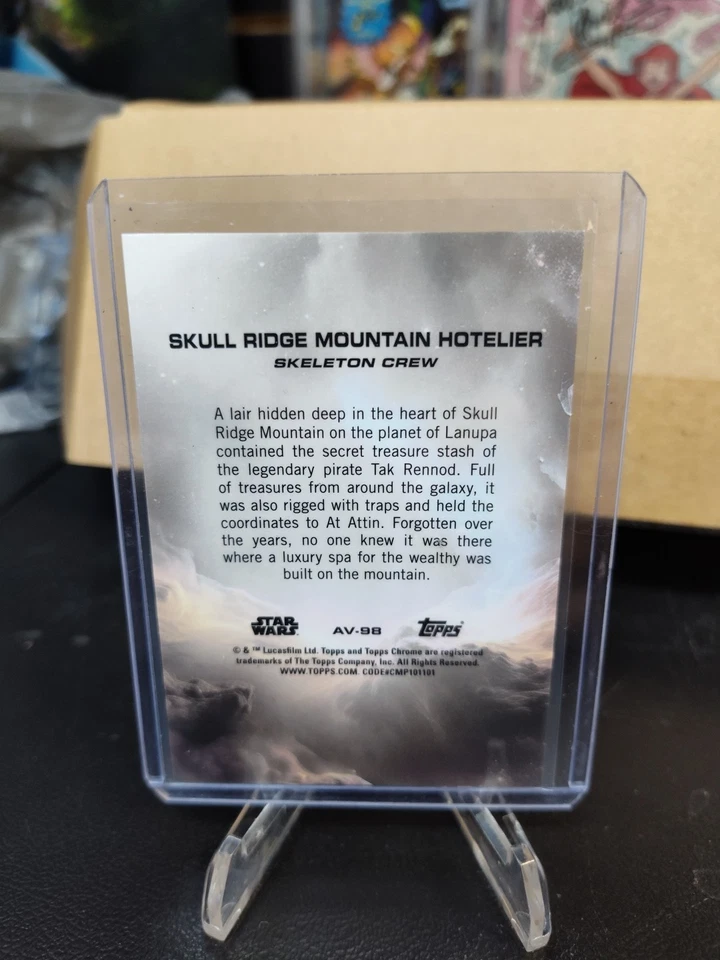 SKULL RIDGE MOUNTAIN HOTELIER
SKELETON CREW
A lair hidden deep in the heart of Skull
Ridge Mountain on the planet of Lanupa
contained the secret treasure stash of
the legendary pirate Tak Rennod. Full
of treasures from around the galaxy, it
was also rigged with traps and held the
coordinates to At Attin. Forgotten over
the years, no one knew it was there
where a luxury spa for the wealthy was
built on the mountain.
STAR WARS AV-98 Topps
© & ™ Lucasfilm Ltd. Topps and Topps Chrome are registered
trademarks of The Topps Company, Inc. All Rights Reserved.
WWW.TOPPS.COM CODE#CMP101101